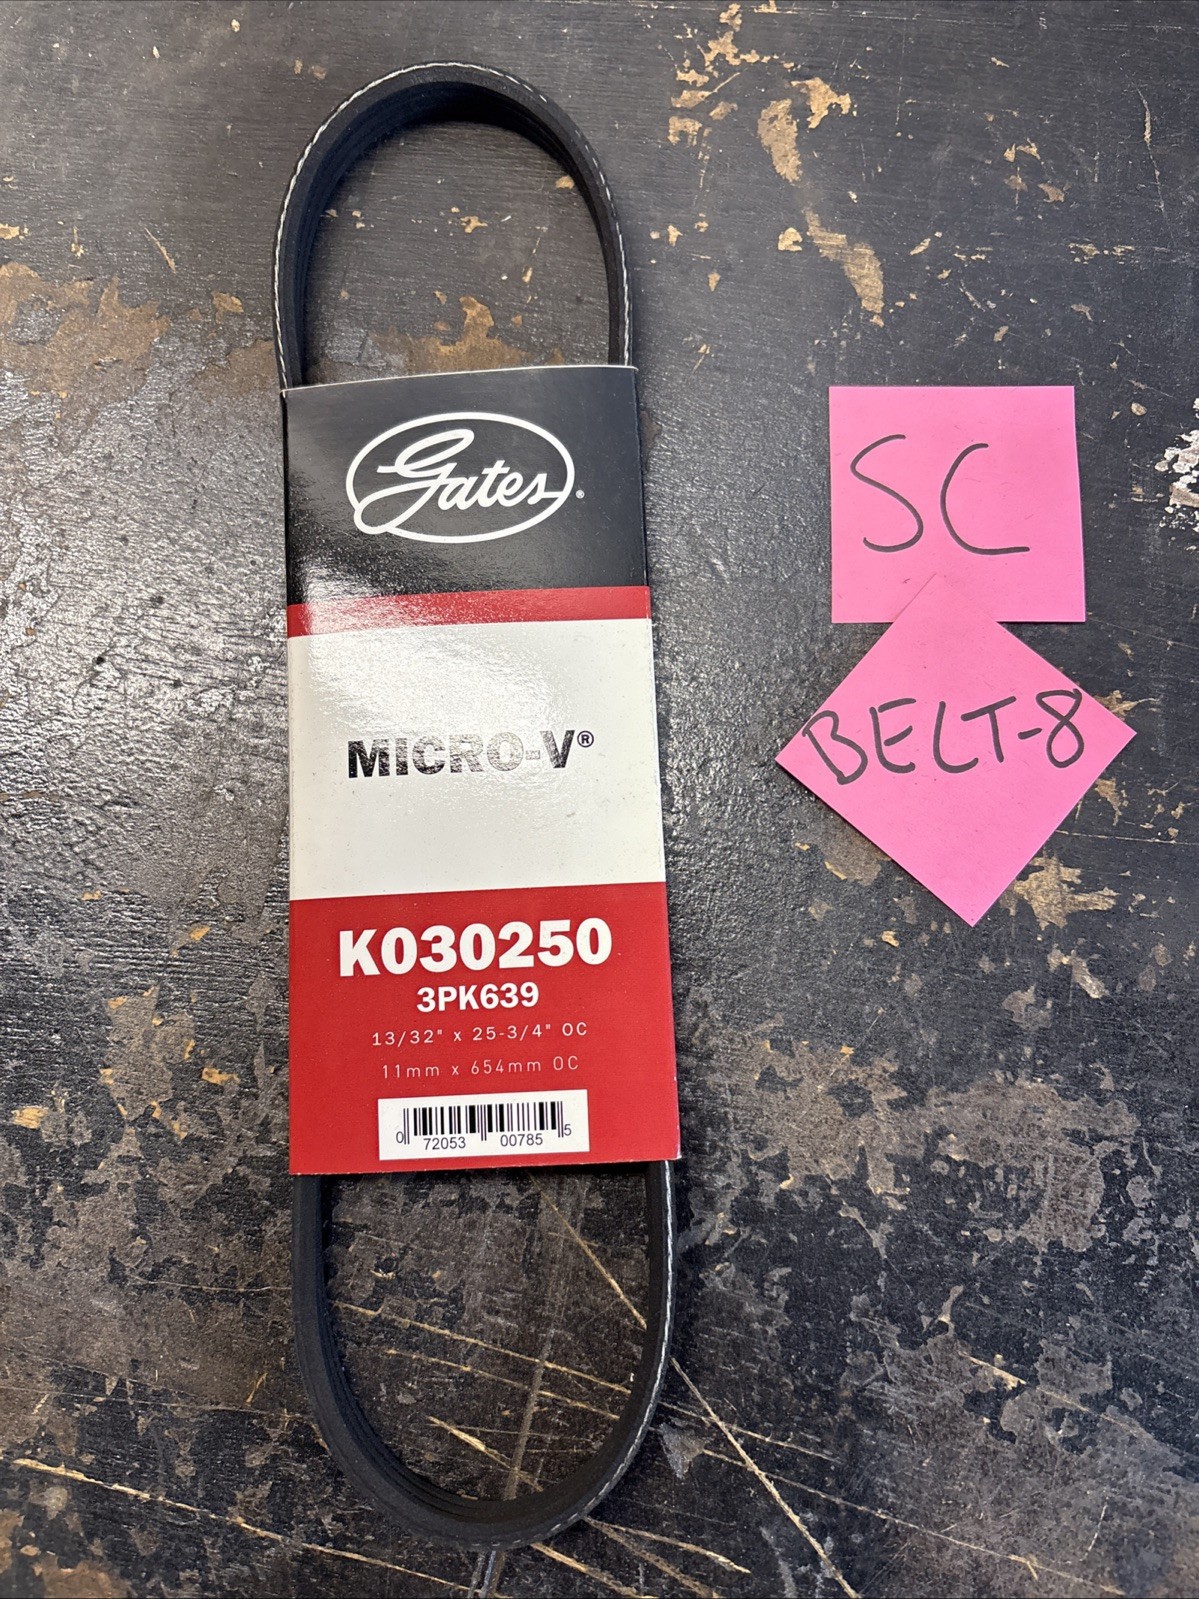 Gates®
MICRO-V®
K030250
3PK639
13/32" x 25-3/4" OC
11mm x 654mm OC
0 72053 00785 5
SC
BELT-8